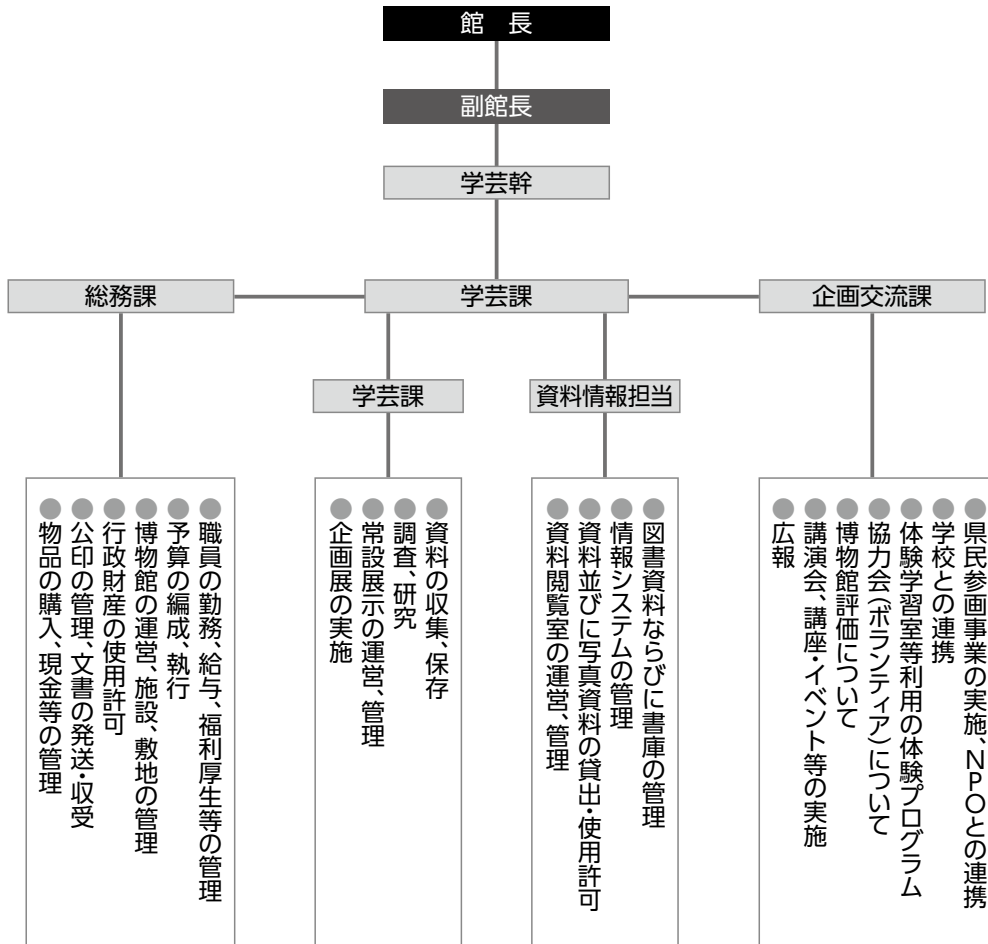 館　長
副館長
学芸幹
総務課
学芸課
企画交流課
学芸課
資料情報担当
●職員の勤務、給与、福利厚生等の管理
●予算の編成、執行
●博物館の運営、施設、敷地の管理
●行政財産の使用許可
●公印の管理、文書の発送・収受
●物品の購入、現金等の管理
●資料の収集、保存
●調査、研究
●常設展示の運営、管理
●企画展の実施
●図書資料ならびに書庫の管理
●情報システムの管理
●資料並びに写真資料の貸出・使用許可
●資料閲覧室の運営、管理
●県民参画事業の実施、NPOとの連携
●学校との連携
●体験学習室等利用の体験プログラム
●協力会（ボランティア）について
●博物館評価について
●講演会、講座・イベント等の実施
●広報